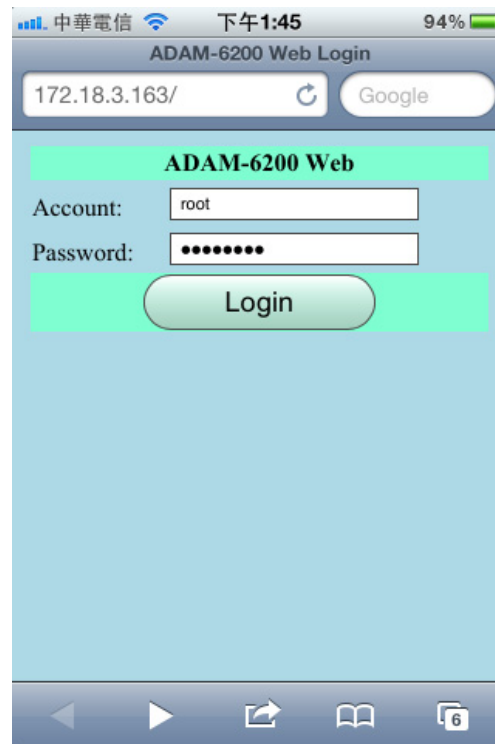 中華電信 下午1:45 94%
ADAM-6200 Web Login
172.18.3.163/ Google
ADAM-6200 Web
Account: root
Password: ••••••••
Login
6